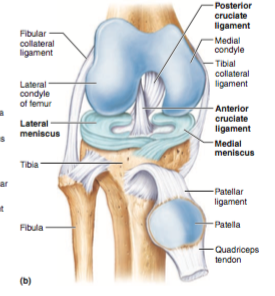 Posterior
cruciate
ligament
Fibular
collateral
ligament
Medial
condyle
Tibial
collateral
ligament
Lateral
condyle
of femur
Anterior
cruciate
ligament
Lateral
meniscus
Medial
meniscus
Tibia
Patellar
ligament
Fibula
Patella
Quadriceps
tendon
(b)